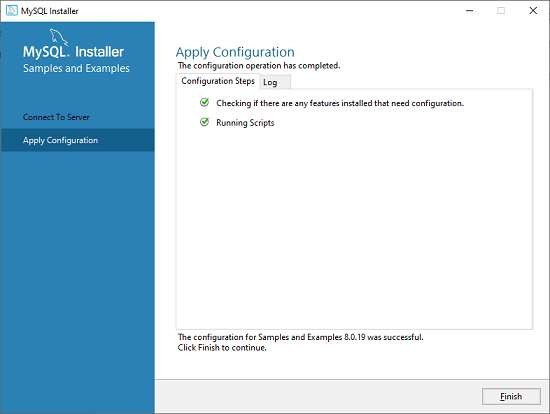 MySQL Installer
MySQL. Installer
Samples and Examples
Connect To Server
Apply Configuration
Apply Configuration
The configuration operation has completed.
Configuration Steps Log
Checking if there are any features installed that need configuration.
Running Scripts
The configuration for Samples and Examples 8.0.19 was successful.
Click Finish to continue.
Finish